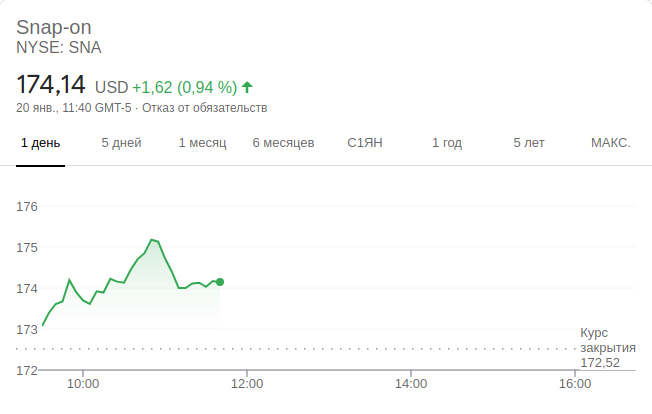 Snap-on
NYSE: SNA
174,14 USD +1,62 (0,94 %)
20 янв., 11:40 GMT-5 · Отказ от обязательств
1 день 5 дней 1 месяц 6 месяцев С1ЯН 1 год 5 лет МАКС.
176
175
174
173
Курс
закрытия
172,52
172
10:00 12:00 14:00 16:00